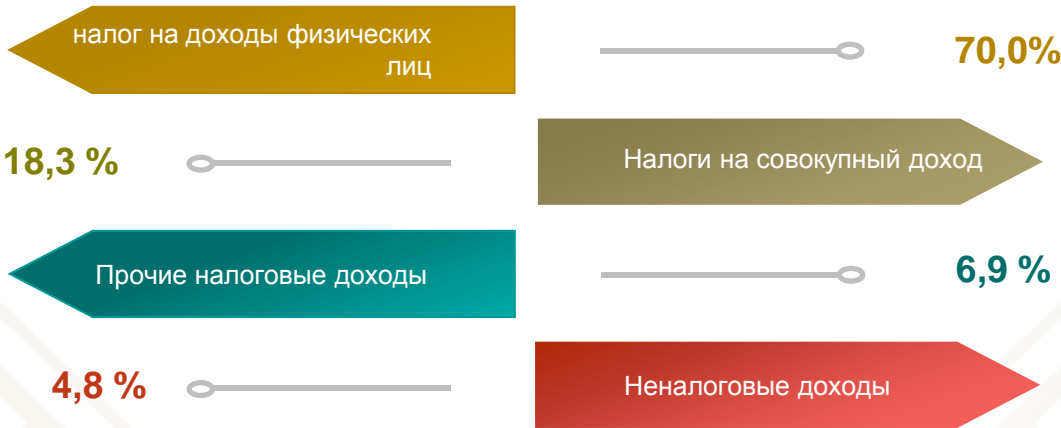 налог на доходы физических
лиц
70,0%
18,3 %
Налоги на совокупный доход
Прочие налоговые доходы
6,9 %
4,8 %
Неналоговые доходы